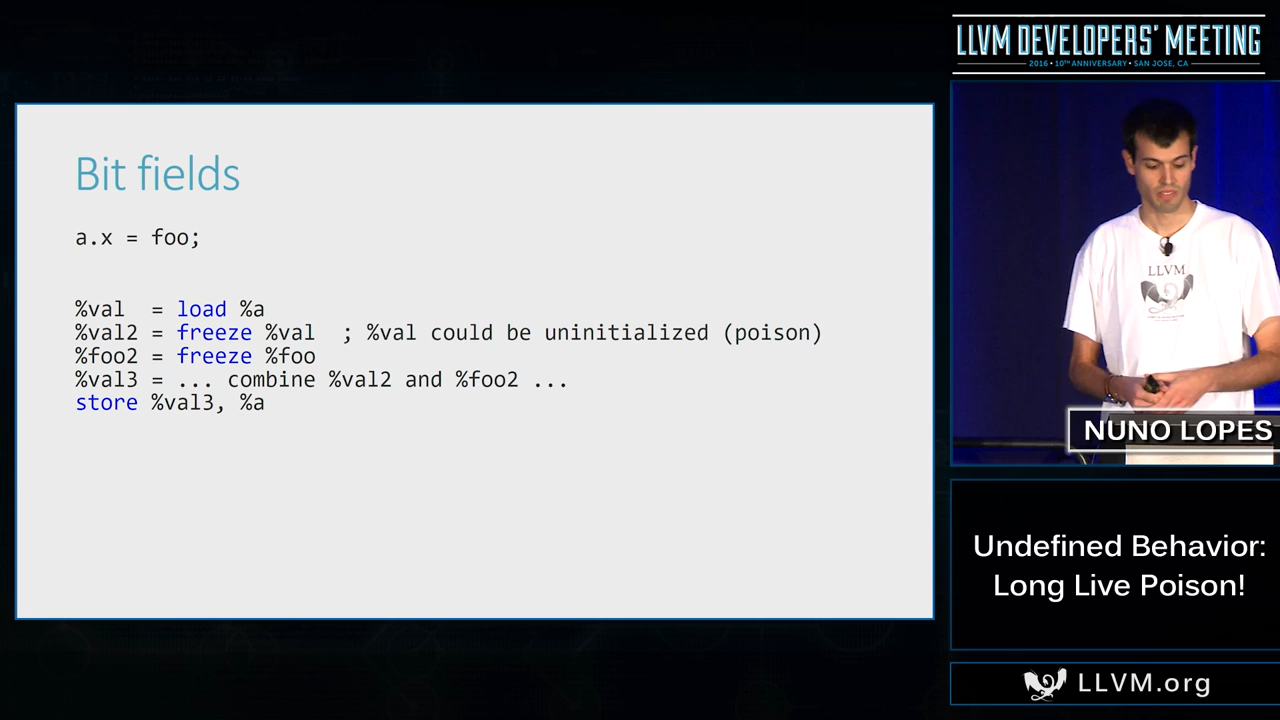 LLVM DEVELOPERS' MEETING
2016 • 10TH ANNIVERSARY • SAN JOSE, CA
Bit fields
a.x = foo;
%val = load %a
%val2 = freeze %val ; %val could be uninitialized (poison)
%foo2 = freeze %foo
%val3 = ... combine %val2 and %foo2 ...
store %val3, %a
LLVM
NUNO LOPES
Undefined Behavior:
Long Live Poison!
LLVM.org